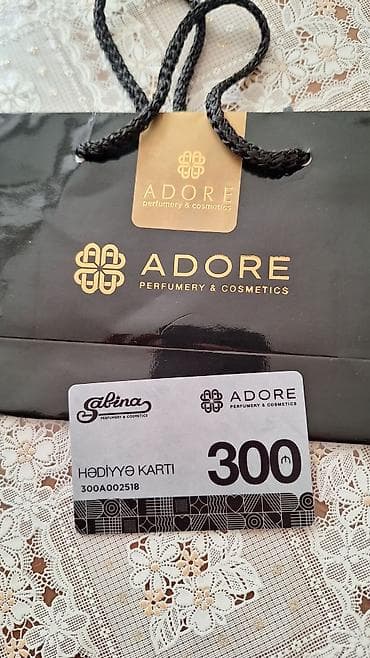 ADORE
perfumery & cosmetics
ADORE
PERFUMERY & COSMETICS
Sabina
PERFUMERY & COSMETICS
ADORE
PERFUMERY & COSMETICS
HƏDİYYƏ KARTI
300 ₼
300A002518